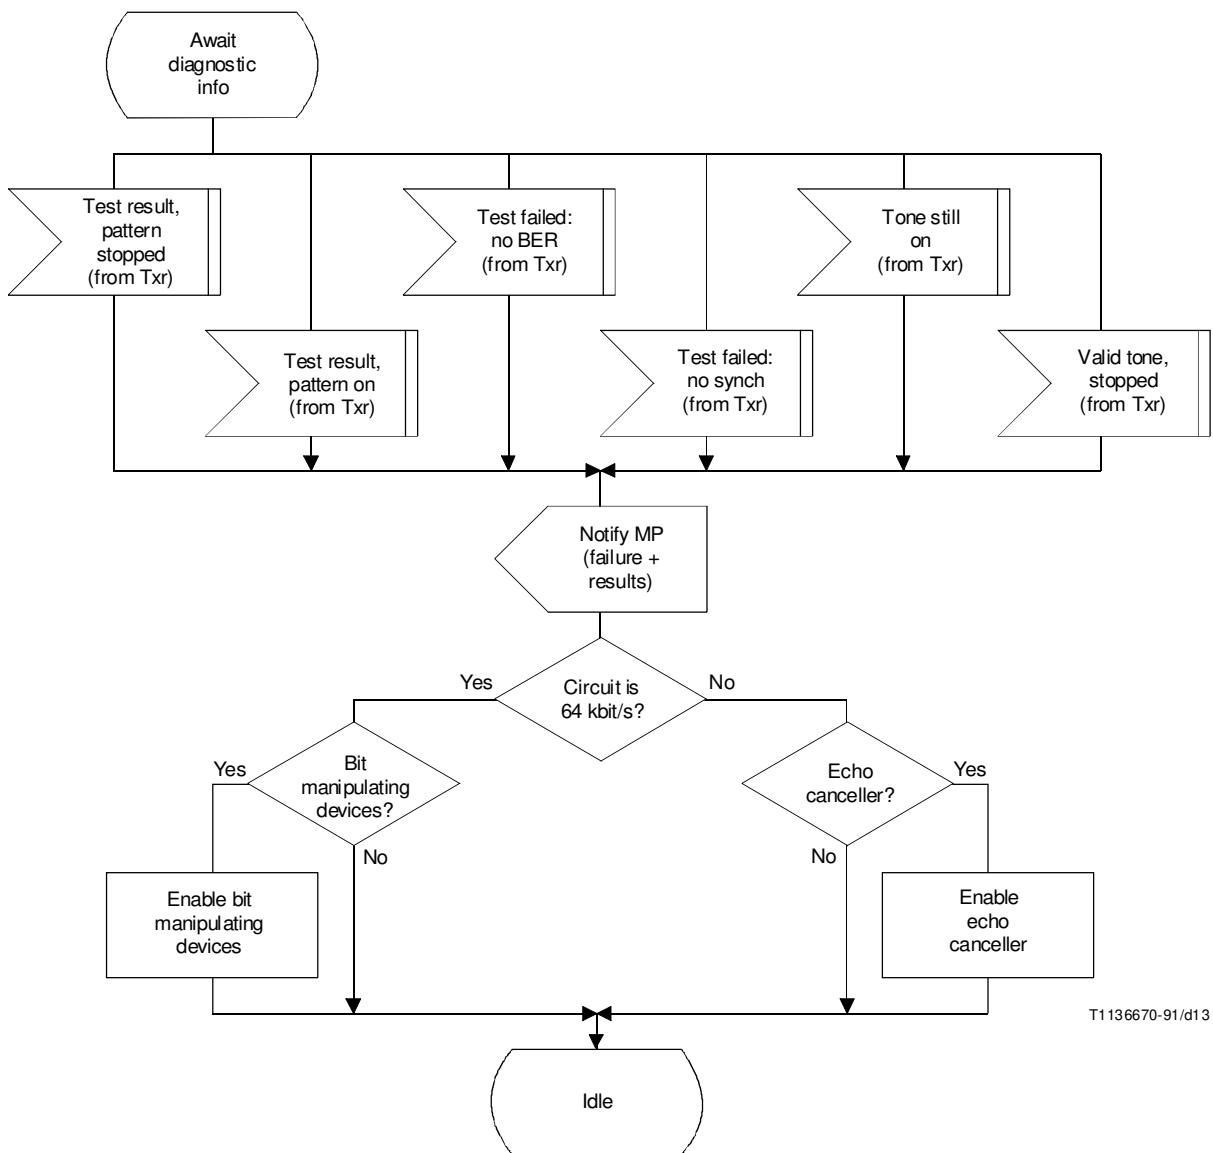 Await
diagnostic
info
Test result,
pattern
stopped
(from Txr)
Test failed:
no BER
(from Txr)
Tone still
on
(from Txr)
Test result,
pattern on
(from Txr)
Test failed:
no synch
(from Txr)
Valid tone,
stopped
(from Txr)
Notify MP
(failure +
results)
Yes
Circuit is
64 kbit/s?
No
Yes
Bit
manipulating
devices?
No
Echo
canceller?
Yes
No
Enable bit
manipulating
devices
Enable
echo
canceller
T1136670-91/d13
Idle